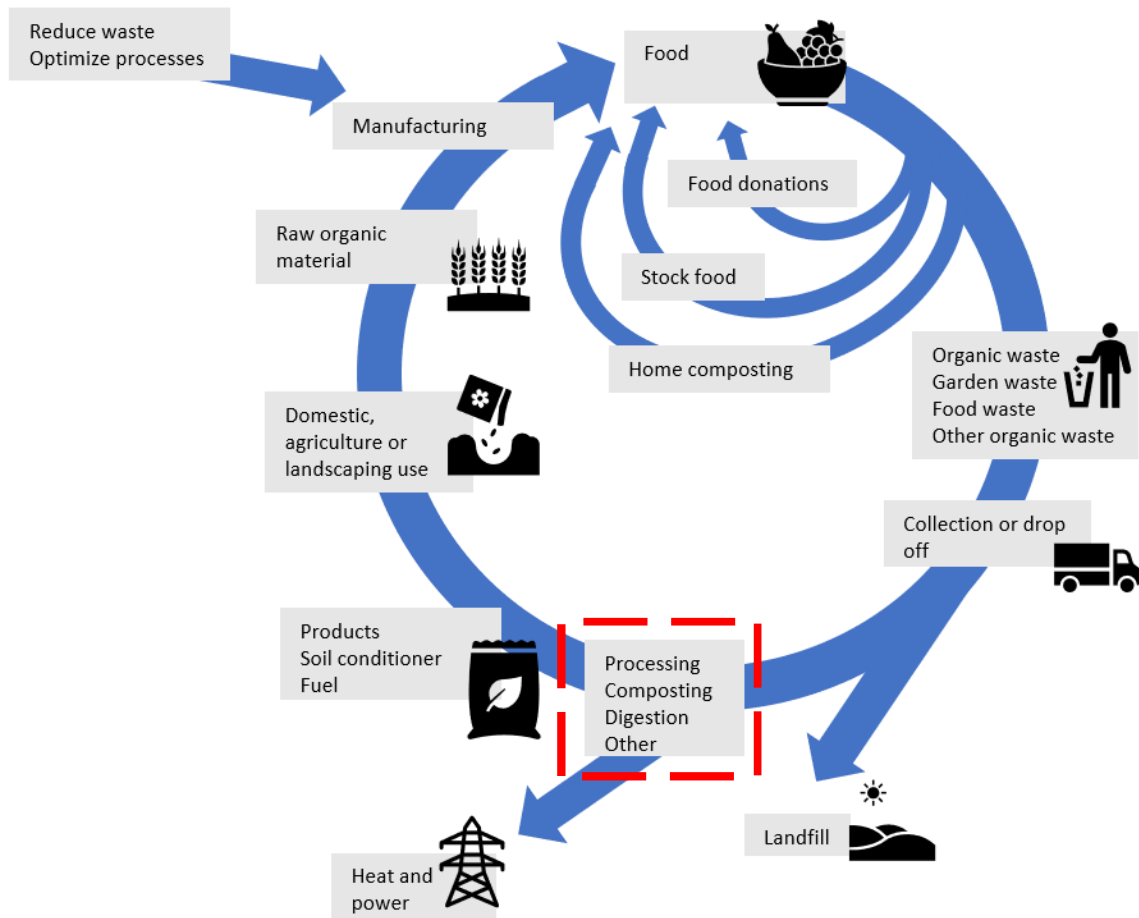 Reduce waste
Optimize processes
Food
Manufacturing
Food donations
Raw organic
material
Stock food
Home composting
Organic waste
Garden waste
Food waste
Other organic waste
Domestic,
agriculture or
landscaping use
Collection or drop
off
Products
Soil conditioner
Fuel
Processing
Composting
Digestion
Other
Landfill
Heat and
power